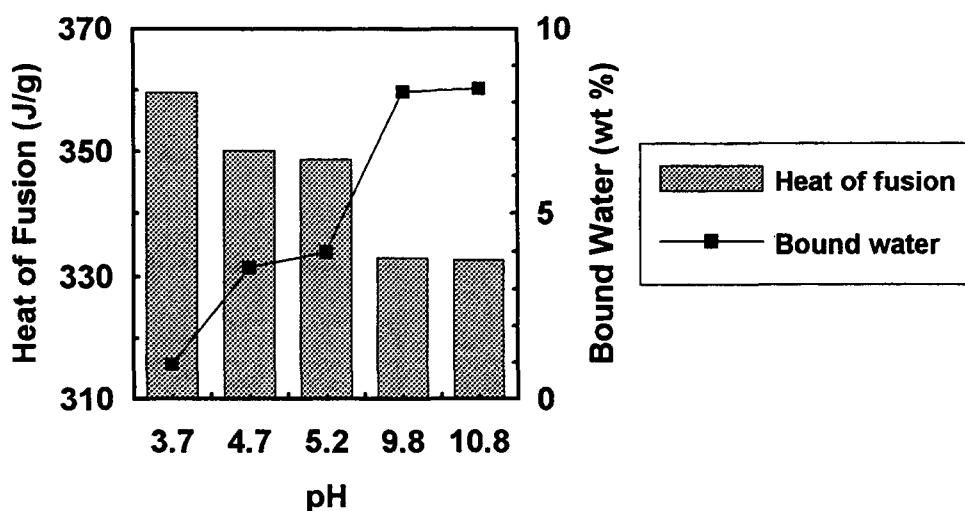 370
350
330
310
Heat of Fusion (J/g)
10
5
0
Bound Water (wt %)
3.7 4.7 5.2 9.8 10.8
pH
Heat of fusion
Bound water